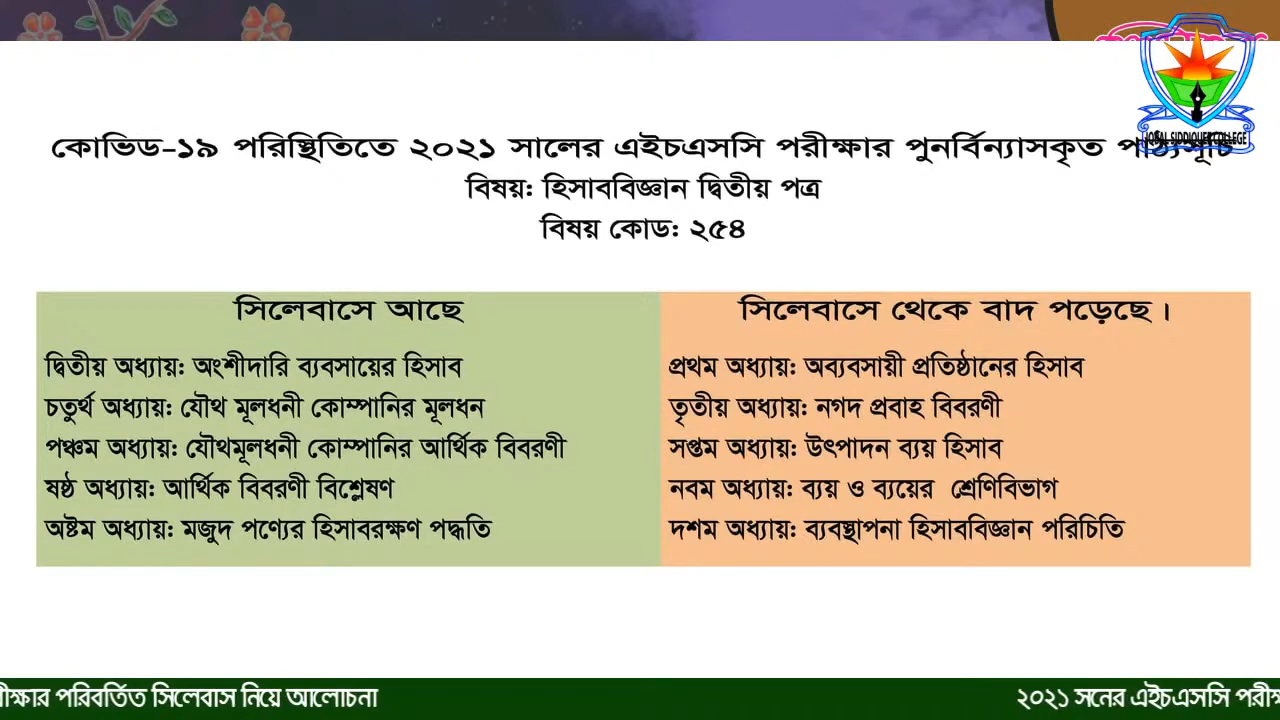 কোভিড-১৯ পরিস্থিতিতে ২০২১ সালের এইচএসসি পরীক্ষার পুনর্বিন্যাসকৃত পাঠ্যসূচি
IQBAL SIDDIQUE COLLEGE
বিষয়: হিসাববিজ্ঞান দ্বিতীয় পত্র
বিষয় কোড: ২৫৪
সিলেবাসে আছে
দ্বিতীয় অধ্যায়: অংশীদারি ব্যবসায়ের হিসাব
চতুর্থ অধ্যায়: যৌথ মূলধনী কোম্পানির মূলধন
পঞ্চম অধ্যায়: যৌথমূলধনী কোম্পানির আর্থিক বিবরণী
ষষ্ঠ অধ্যায়: আর্থিক বিবরণী বিশ্লেষণ
অষ্টম অধ্যায়: মজুদ পণ্যের হিসাবরক্ষণ পদ্ধতি
সিলেবাসে থেকে বাদ পড়েছে।
প্রথম অধ্যায়: অব্যবসায়ী প্রতিষ্ঠানের হিসাব
তৃতীয় অধ্যায়: নগদ প্রবাহ বিবরণী
সপ্তম অধ্যায়: উৎপাদন ব্যয় হিসাব
নবম অধ্যায়: ব্যয় ও ব্যয়ের শ্রেণিবিভাগ
দশম অধ্যায়: ব্যবস্থাপনা হিসাববিজ্ঞান পরিচিতি
পরিবর্তিত সিলেবাস নিয়ে আলোচনা
২০২১ সনের এইচএসসি